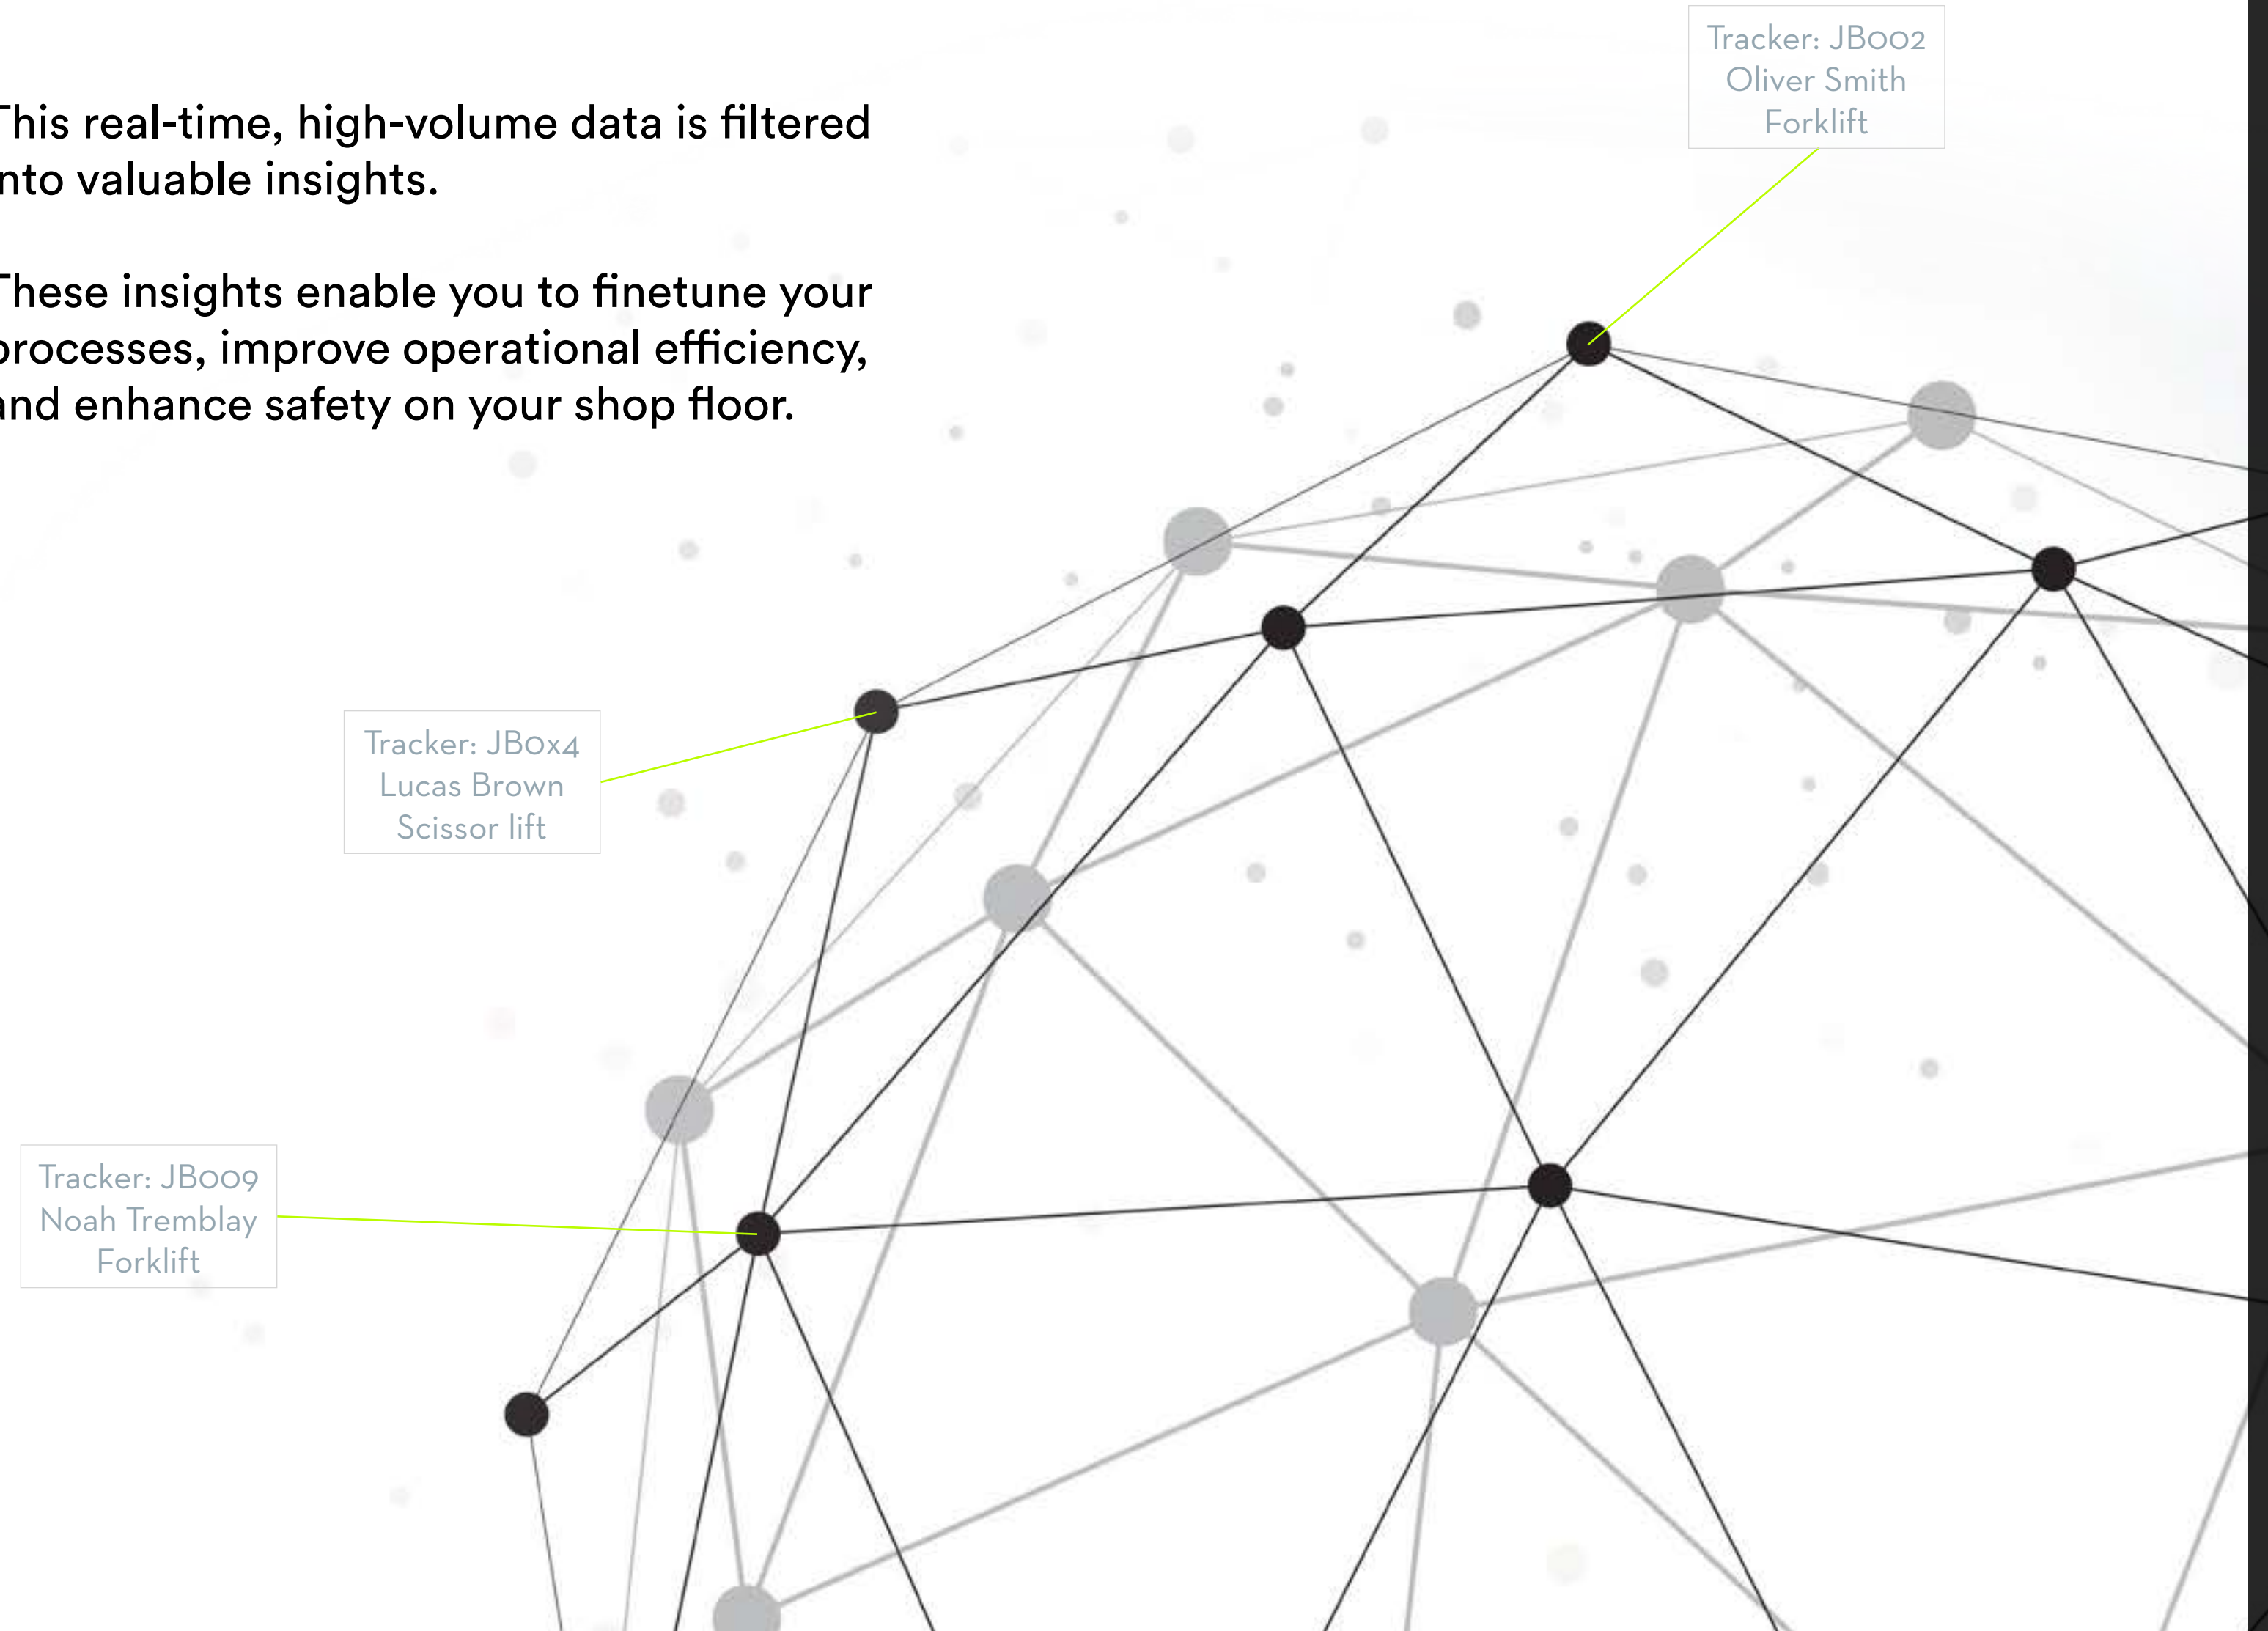 This real-time, high-volume data is filtered
into valuable insights.
These insights enable you to finetune your
processes, improve operational efficiency,
and enhance safety on your shop floor.
Tracker: JB002
Oliver Smith
Forklift
Tracker: JB0x4
Lucas Brown
Scissor lift
Tracker: JB009
Noah Tremblay
Forklift